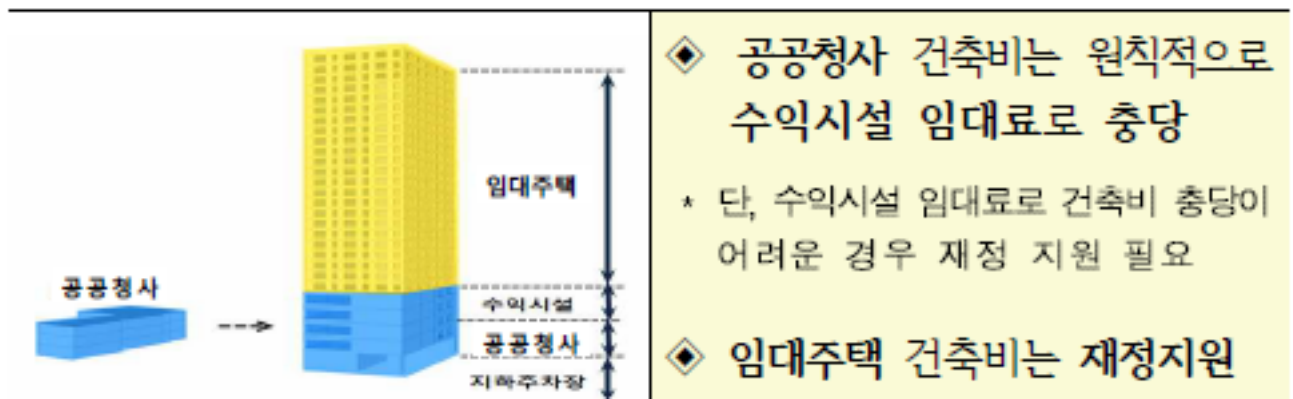 공공청사
임대주택
수익시설
공공청사
지하주차장
◈ 공공청사 건축비는 원칙적으로
수익시설 임대료로 충당
* 단, 수익시설 임대료로 건축비 충당이
어려운 경우 재정 지원 필요
◈ 임대주택 건축비는 재정지원